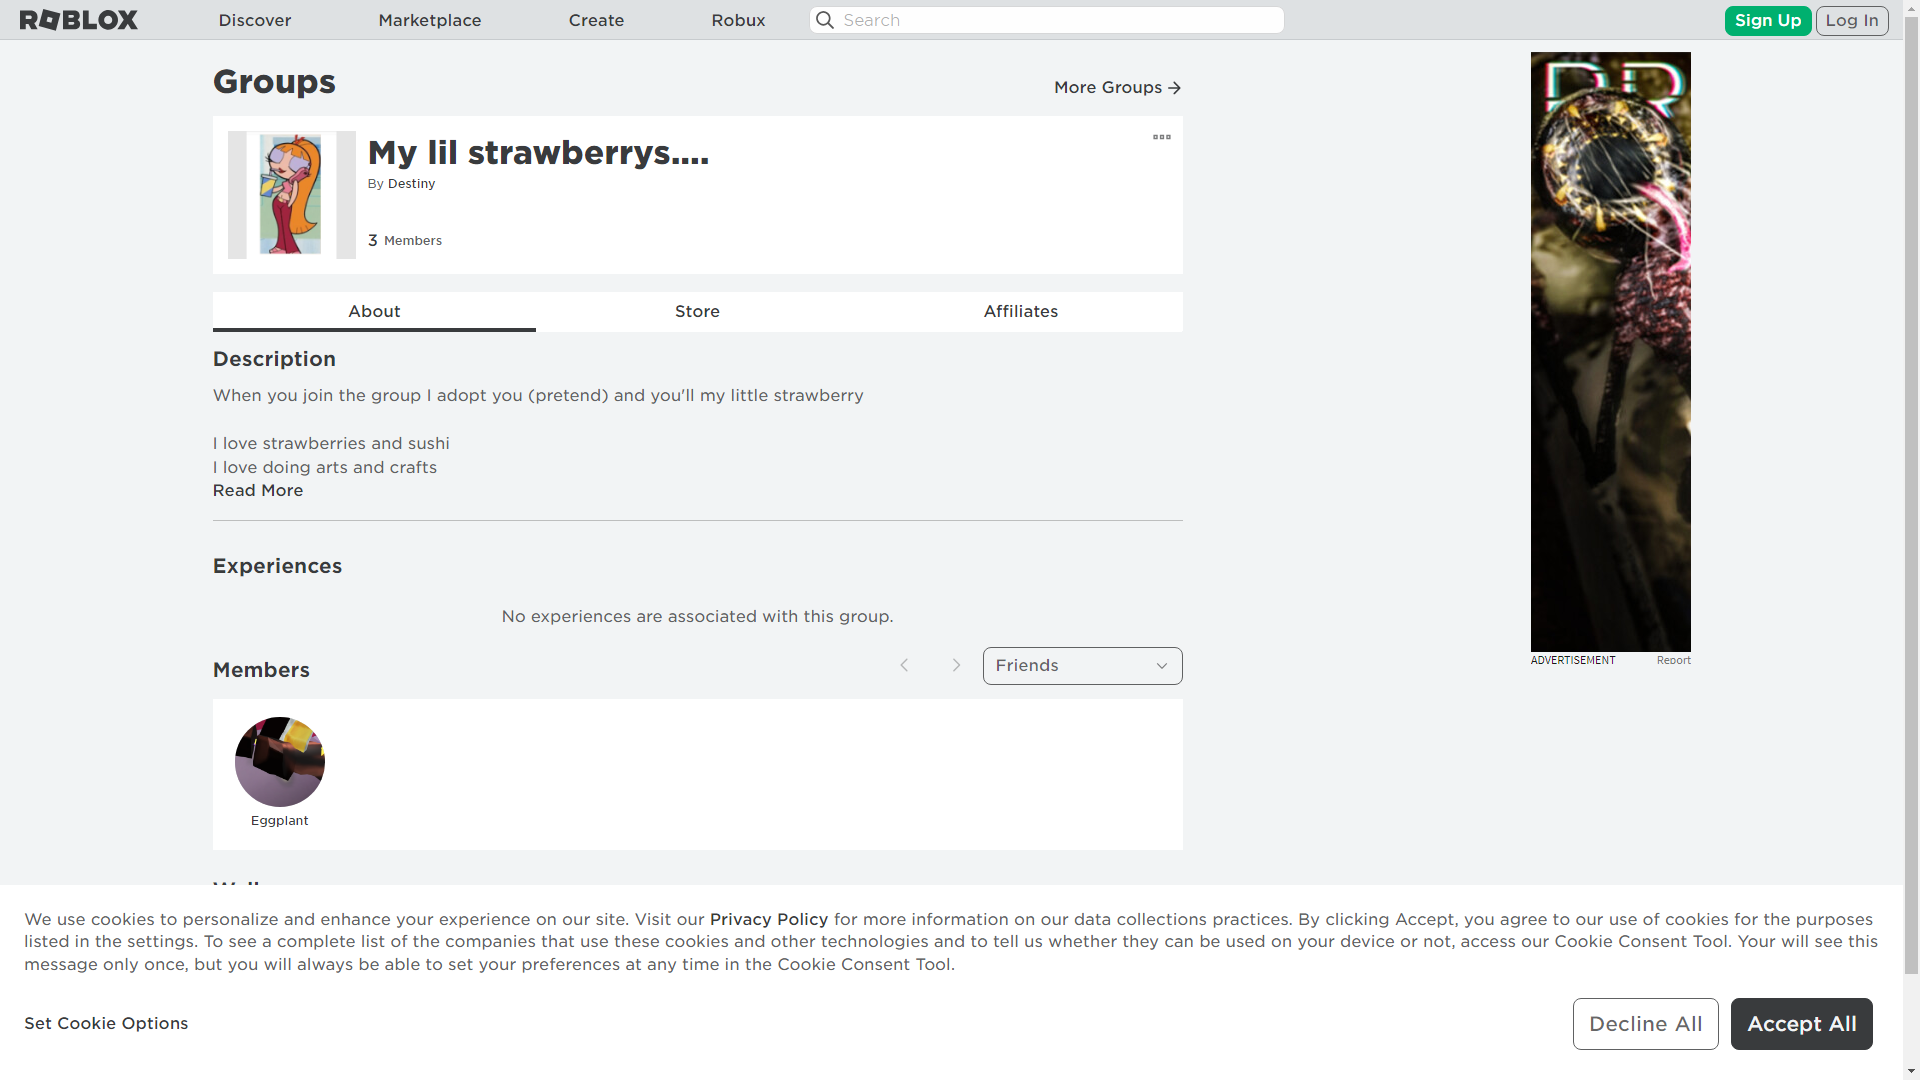 ROBLOX
Discover
Marketplace
Create
Robux
Search
Sign Up
Log In
Groups
More Groups
My lil strawberrys....
By Destiny
3 Members
About
Store
Affiliates
Description
When you join the group I adopt you (pretend) and you'll my little strawberry
I love strawberries and sushi
I love doing arts and crafts
Read More
Experiences
No experiences are associated with this group.
Members
Friends
Eggplant
We use cookies to personalize and enhance your experience on our site. Visit our Privacy Policy for more information on our data collections practices. By clicking Accept, you agree to our use of cookies for the purposes
listed in the settings. To see a complete list of the companies that use these cookies and other technologies and to tell us whether they can be used on your device or not, access our Cookie Consent Tool. Your will see this
message only once, but you will always be able to set your preferences at any time in the Cookie Consent Tool.
Set Cookie Options
Decline All
Accept All
ADVERTISEMENT
Report